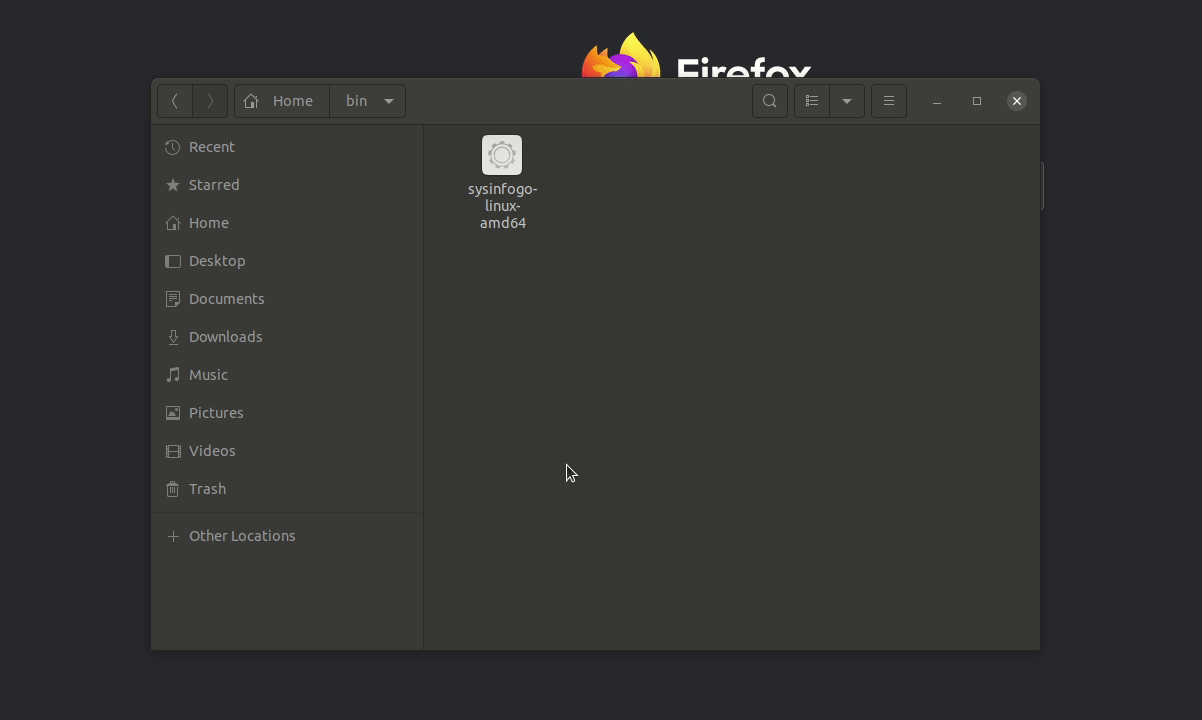 Firefox
Home
bin
Recent
Starred
Home
Desktop
Documents
Downloads
Music
Pictures
Videos
Trash
Other Locations
sysinfogo-
linux-
amd64